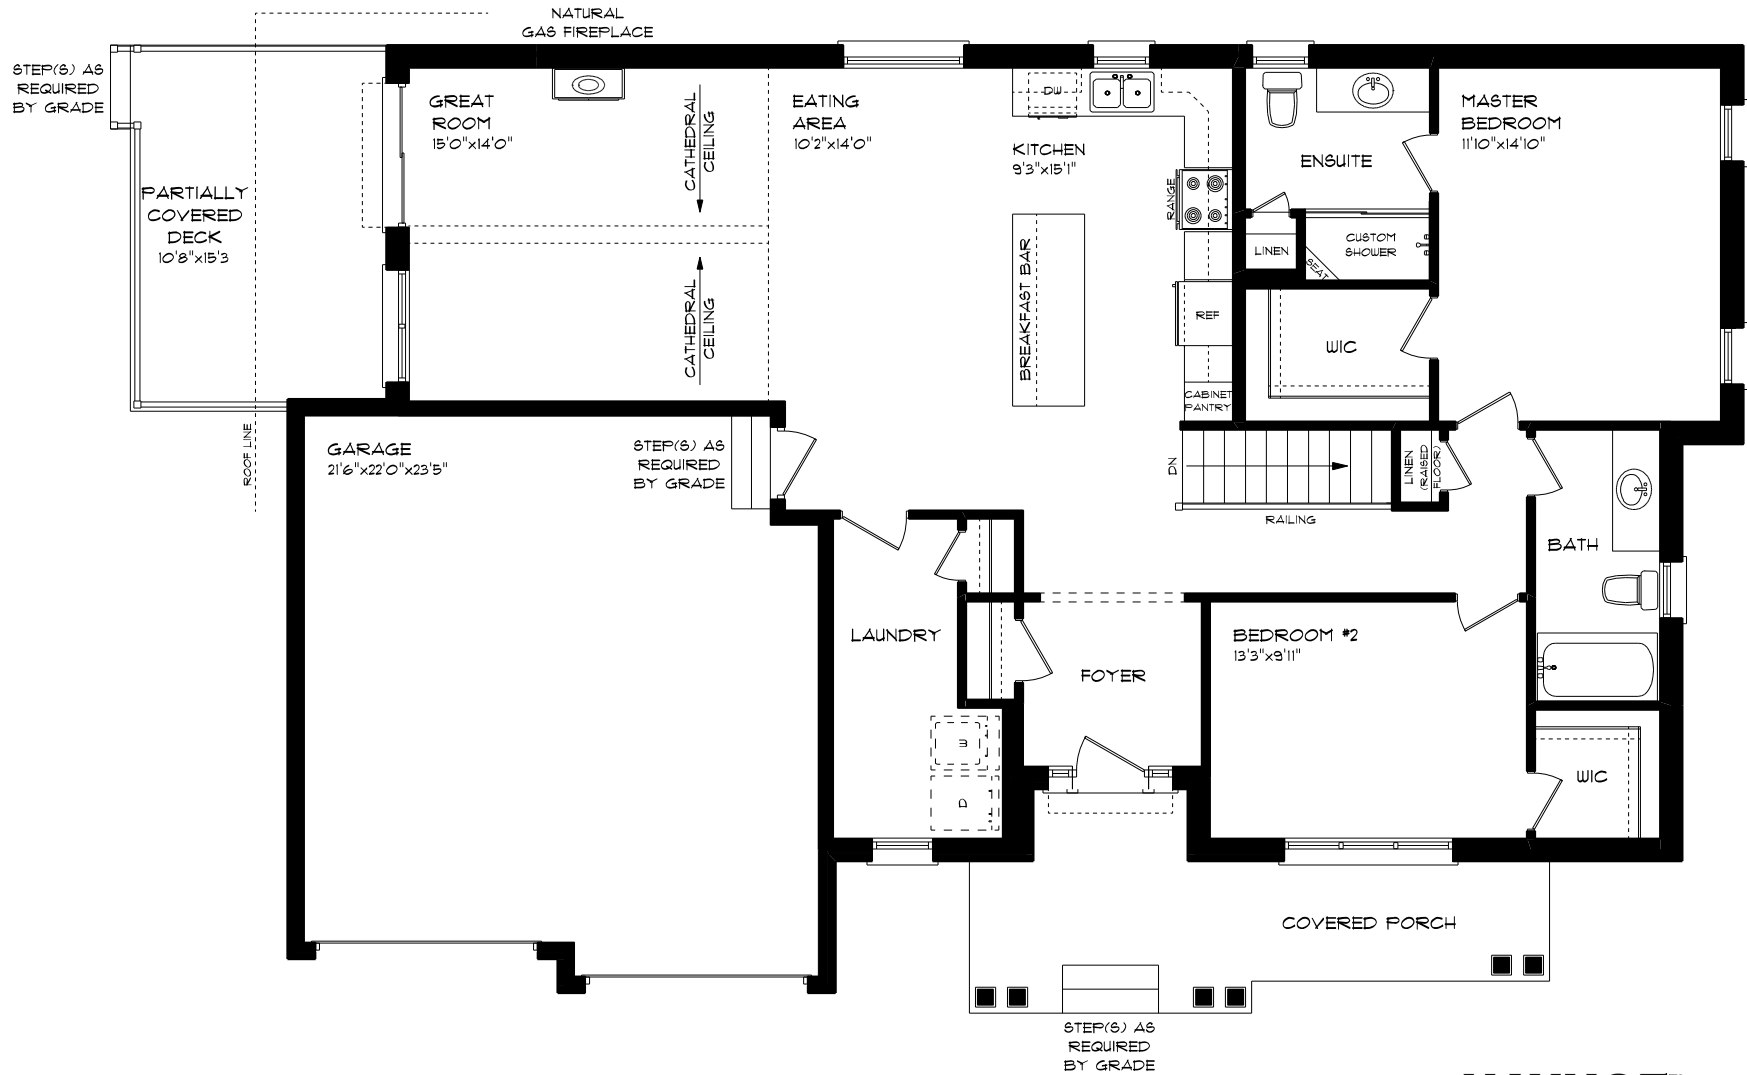 NATURAL
GAS FIREPLACE
STEP(S) AS
REQUIRED
BY GRADE
GREAT
ROOM
15'0"x14'0"
CATHEDRAL
CEILING
EATING
AREA
10'2"x14'0"
DW
KITCHEN
9'3"x15'1"
RANGE
ENSUITE
MASTER
BEDROOM
11'10"x14'10"
PARTIALLY
COVERED
DECK
10'8"x15'3
LINEN
CUSTOM
SHOWER
SEAT
CATHEDRAL
CEILING
BREAKFAST BAR
REF
WIC
CABINET
PANTRY
ROOF LINE
GARAGE
21'6"x22'0"x23'5"
STEP(S) AS
REQUIRED
BY GRADE
DN
LINEN
(RAISED
FLOOR)
RAILING
BATH
LAUNDRY
FOYER
BEDROOM #2
13'3"x9'11"
W
D
WIC
COVERED PORCH
STEP(S) AS
REQUIRED
BY GRADE